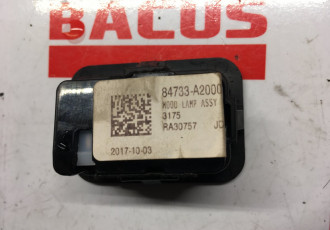 BACUS
84733-A2000
MOOD LAMP ASSY
3175
RA30757 JC
2017-10-03